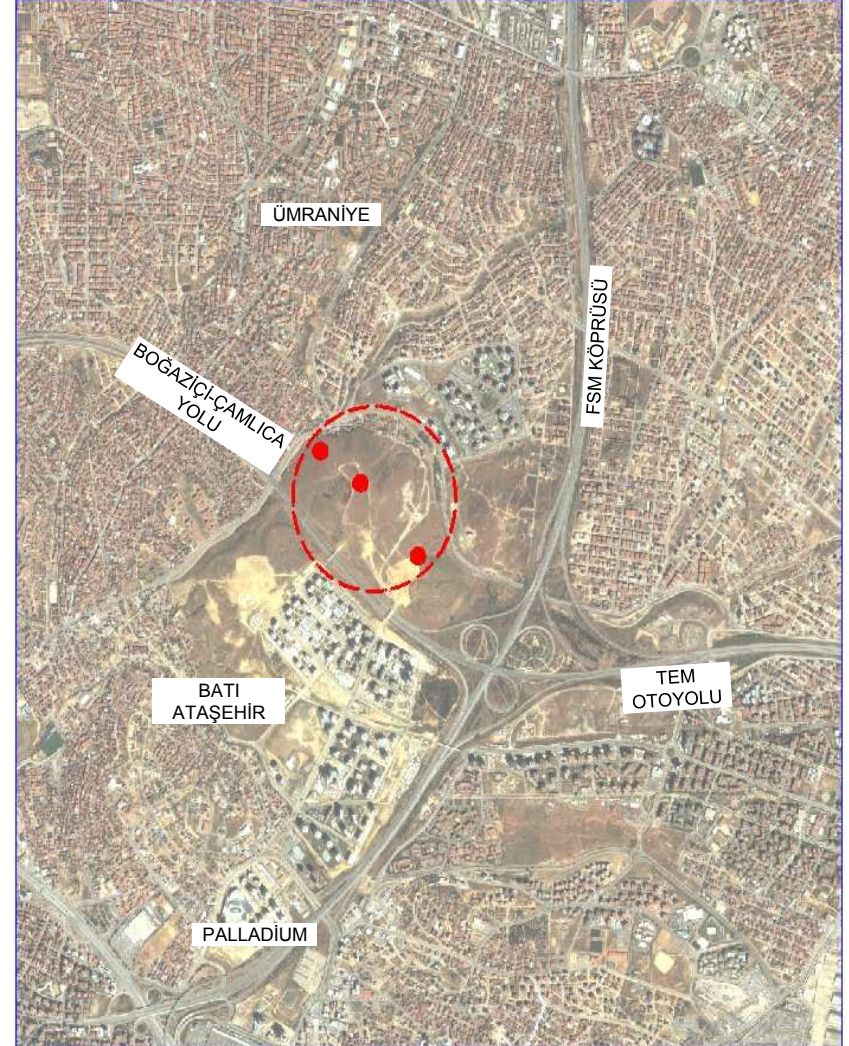 ÜMRANİYE
FSM KÖPRÜSÜ
BOĞAZİÇİ-ÇAMLICA
YOLU
TEM
OTOYOLU
BATI
ATAŞEHİR
PALLADİUM